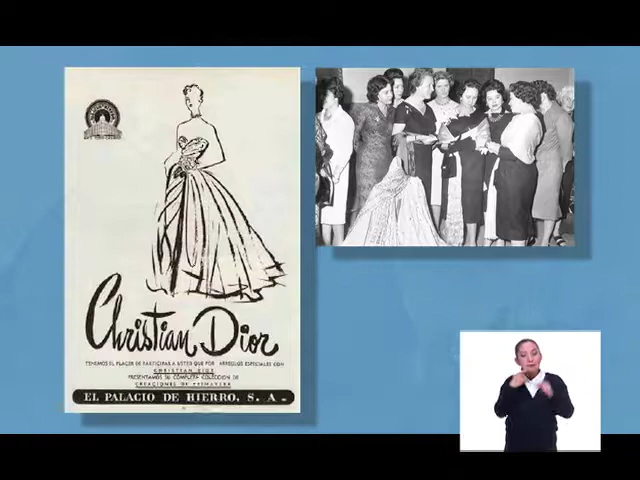 Christian Dior
TENEMOS EL PLACER DE PARTICIPAR A USTED QUE POR ARREGLOS ESPECIALES CON
CHRISTIAN DIOR
PRESENTAMOS SU COMPLETA COLECCION DE
CREACIONES DE PRIMAVERA
EL PALACIO DE HIERRO, S. A.